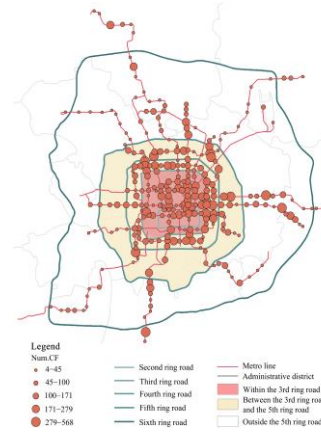 Legend
Num.CF
4−45
45−100
100−171
171−279
279−568
Second ring road
Third ring road
Fourth ring road
Fifth ring road
Sixth ring road
Metro line
Administrative district
Within the 3rd ring road
Between the 3rd ring road
and the 5th ring road
Outside the 5th ring road